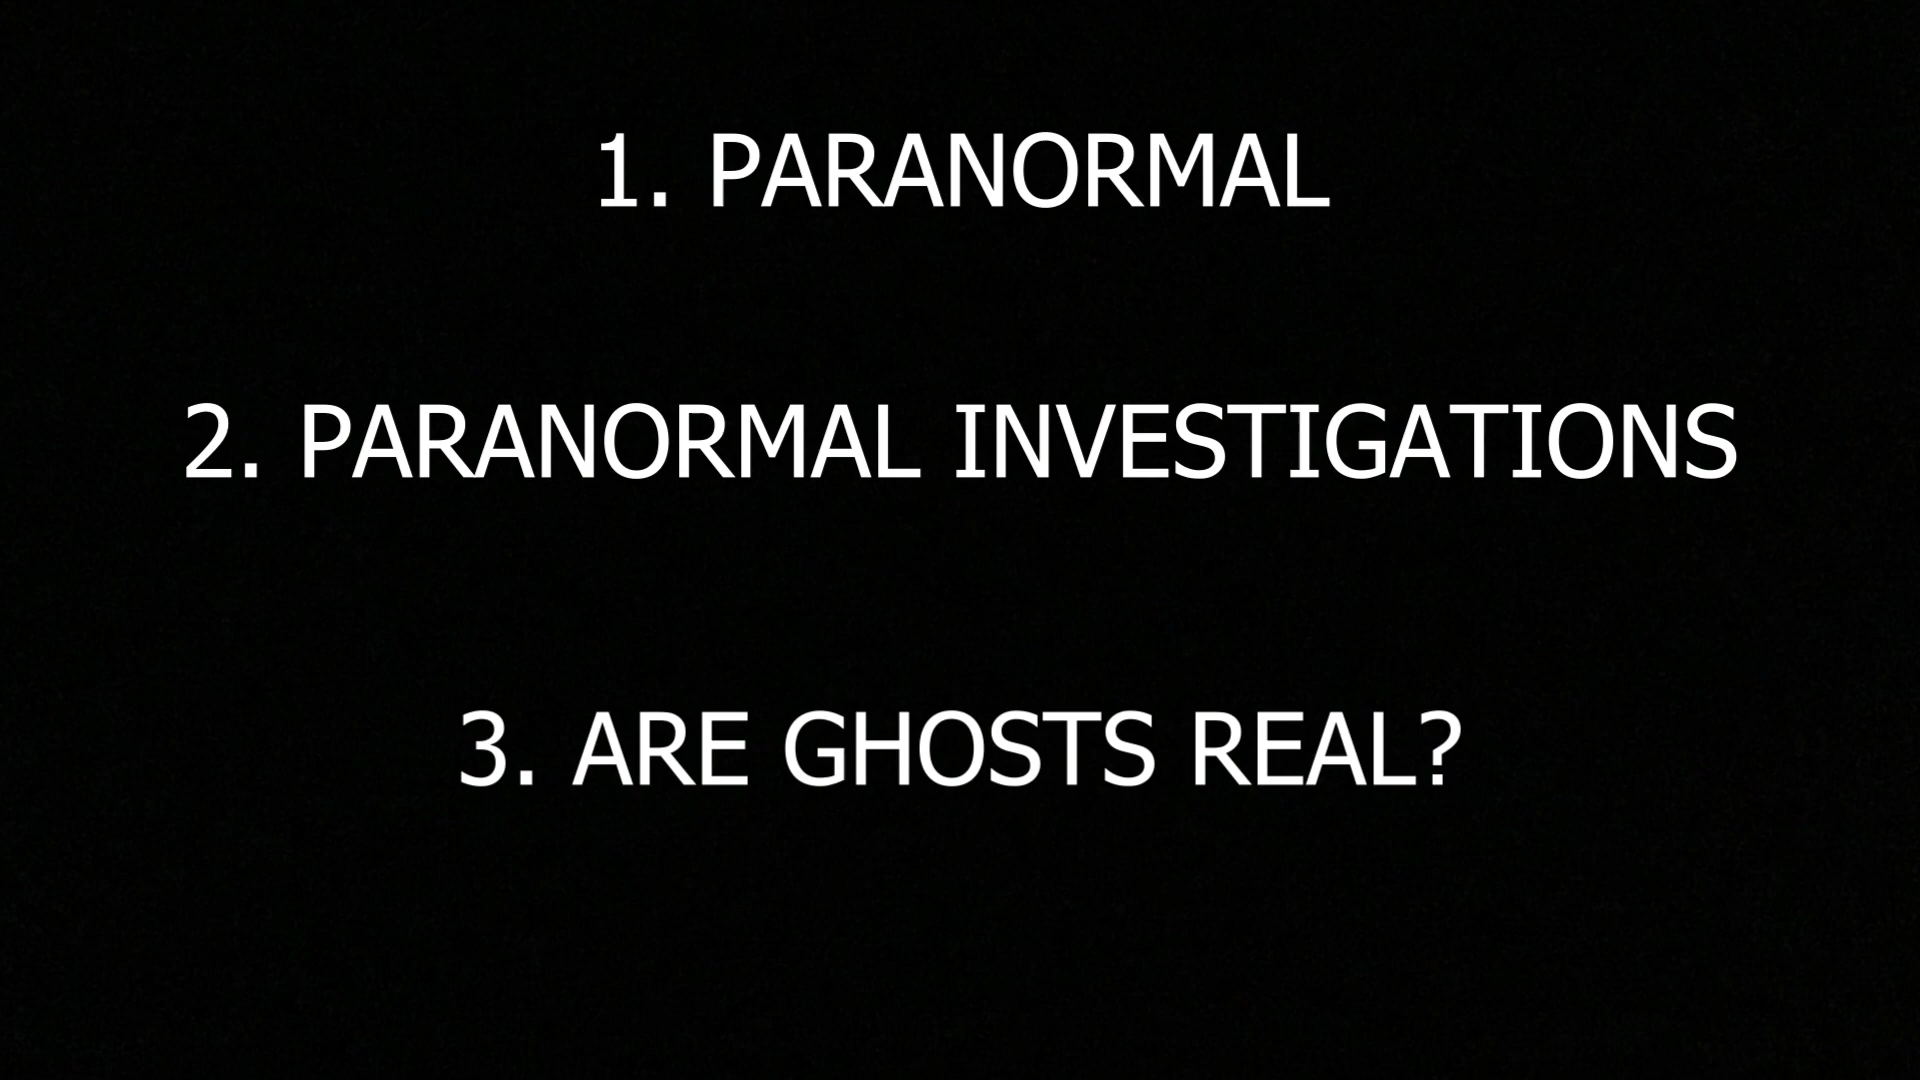 1. PARANORMAL
2. PARANORMAL INVESTIGATIONS
3. ARE GHOSTS REAL?